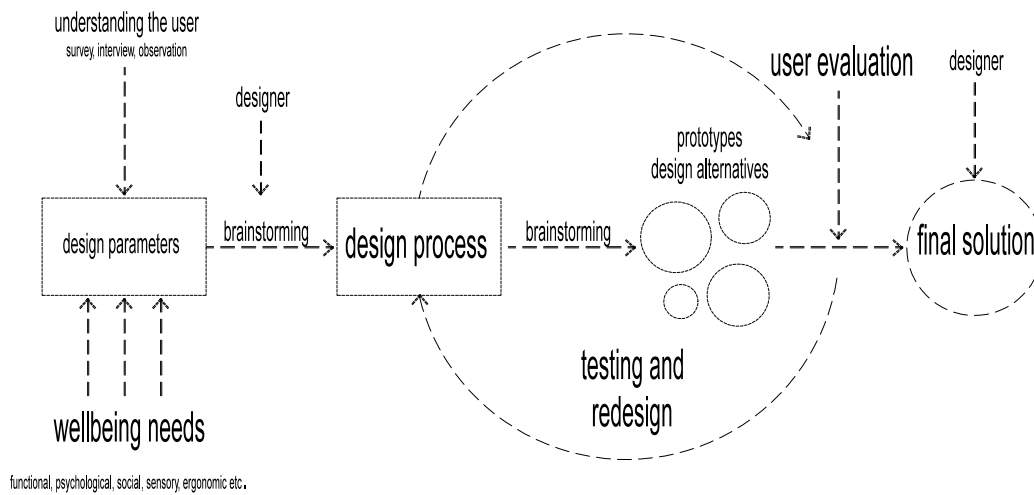 understanding the user
survey, interview, observation
designer
design parameters
brainstorming
design process
brainstorming
prototypes
design alternatives
user evaluation
designer
final solution
testing and
redesign
wellbeing needs
functional, psychological, social, sensory, ergonomic etc.